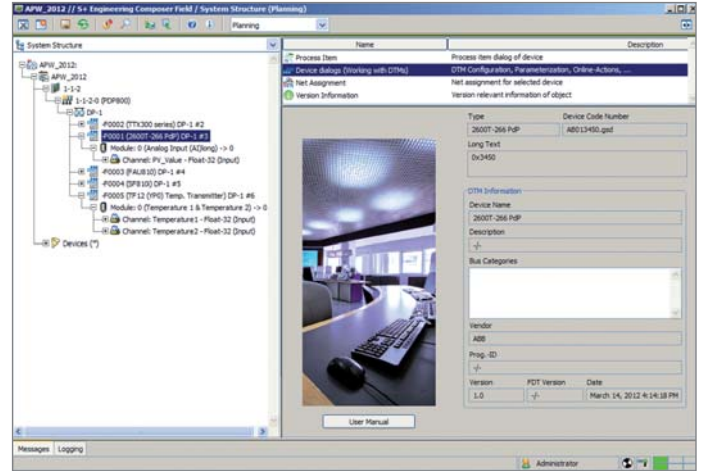 APW_2012 // S+ Engineering Composer Field / System Structure (Planning)
Planning
System Structure
APW_2012:
APW_2012
1-1-2
1-1-2-0 (PDP800)
DP-1
-F0002 (TTX300 series) DP-1 #2
-F0001 (2600T-266 PdP) DP-1 #3
Module: 0 (Analog Input (AI)long) -> 0
Channel: PV_Value - Float-32 (Input)
-F0003 (FAU810) DP-1 #4
-F0004 (SF810) DP-1 #5
-F0005 (TF12 (YP0) Temp. Transmitter) DP-1 #6
Module: 0 (Temperature 1 & Temperature 2) -> 0
Channel: Temperature1 - Float-32 (Input)
Channel: Temperature2 - Float-32 (Input)
Devices (*)
Name Description
Process Item Process item dialog of device
Device dialogs (Working with DTMs) DTM Configuration, Parameterization, Online-Actions, ...
Net Assignment Net assignment for selected device
Version Information Version relevant information of object
Type Device Code Number
2600T-266 PdP AB013450.gsd
Long Text
0x3450
DTM Information
Device Name
2600T-266 PdP
Description
-/-
Bus Categories
Vendor
ABB
Prog.-ID
-/-
Version FDT Version Date
1.0 -/- March 14, 2012 4:14:18 PM
User Manual
Messages Logging
Administrator